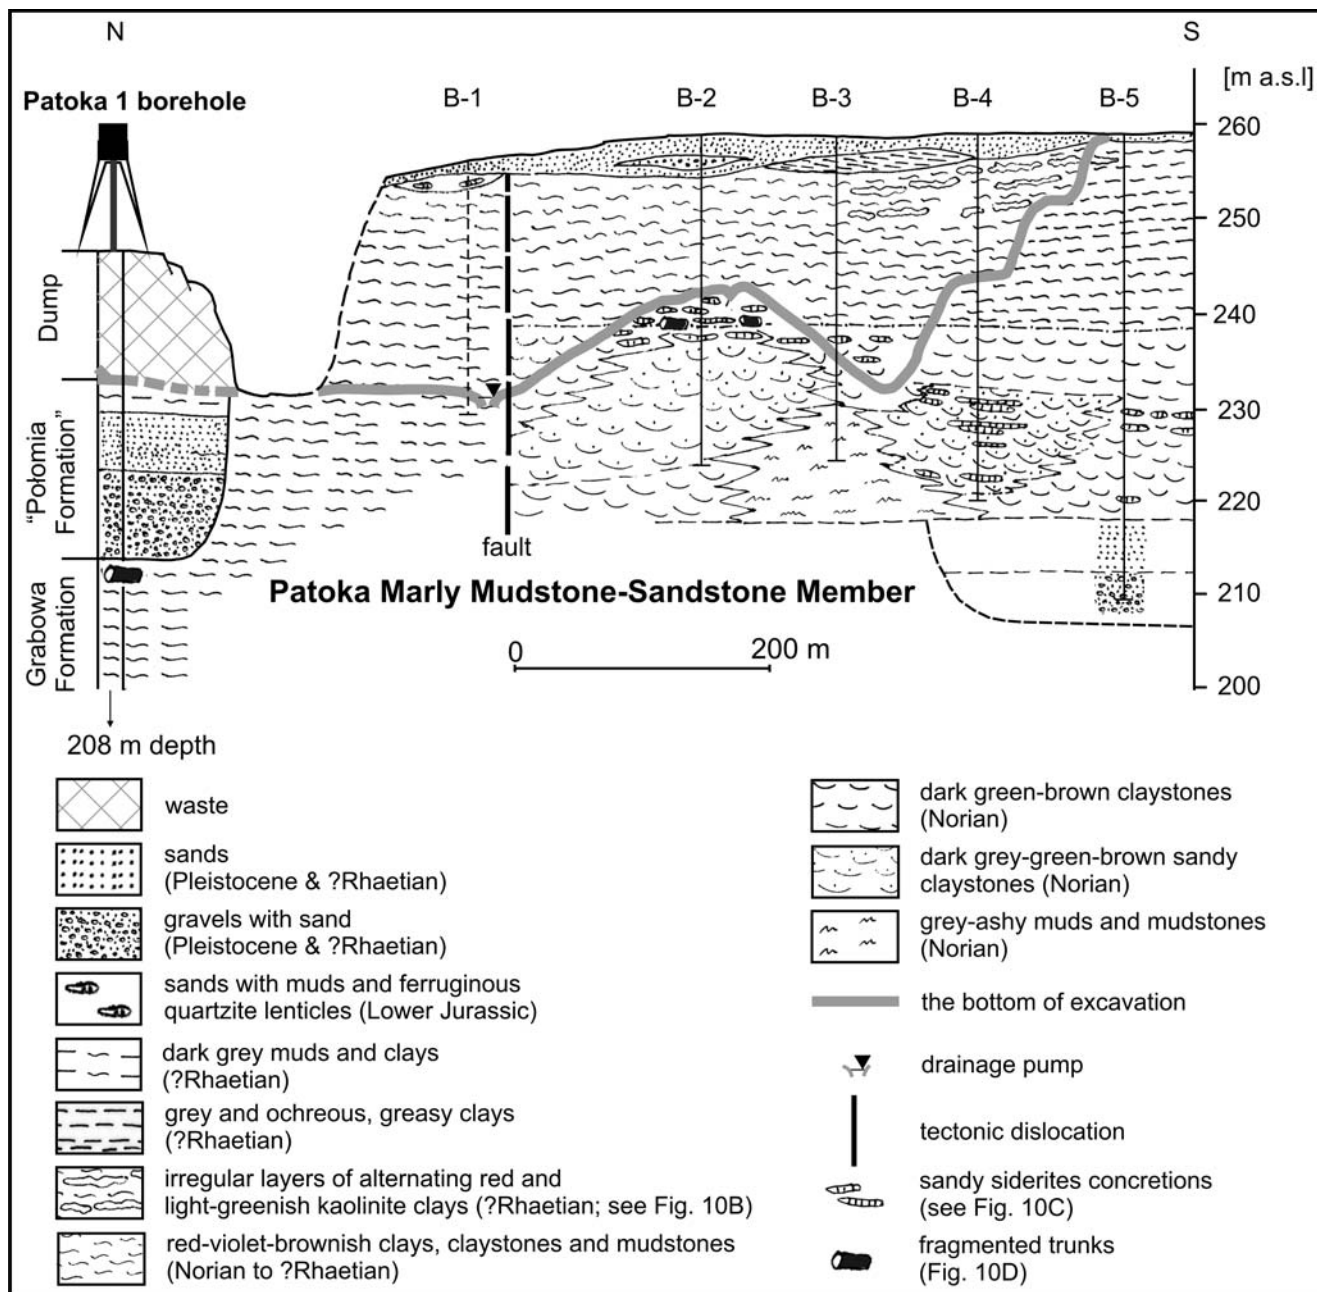 N
S
[m a.s.l]
Patoka 1 borehole
B-1
B-2
B-3
B-4
B-5
260
250
240
230
220
210
200
Dump
“Połomia
Formation”
Grabowa
Formation
fault
Patoka Marly Mudstone-Sandstone Member
0
200 m
208 m depth
waste
sands
(Pleistocene & ?Rhaetian)
gravels with sand
(Pleistocene & ?Rhaetian)
sands with muds and ferruginous
quartzite lenticles (Lower Jurassic)
dark grey muds and clays
(?Rhaetian)
grey and ochreous, greasy clays
(?Rhaetian)
irregular layers of alternating red and
light-greenish kaolinite clays (?Rhaetian; see Fig. 10B)
red-violet-brownish clays, claystones and mudstones
(Norian to ?Rhaetian)
dark green-brown claystones
(Norian)
dark grey-green-brown sandy
claystones (Norian)
grey-ashy muds and mudstones
(Norian)
the bottom of excavation
drainage pump
tectonic dislocation
sandy siderites concretions
(see Fig. 10C)
fragmented trunks
(Fig. 10D)